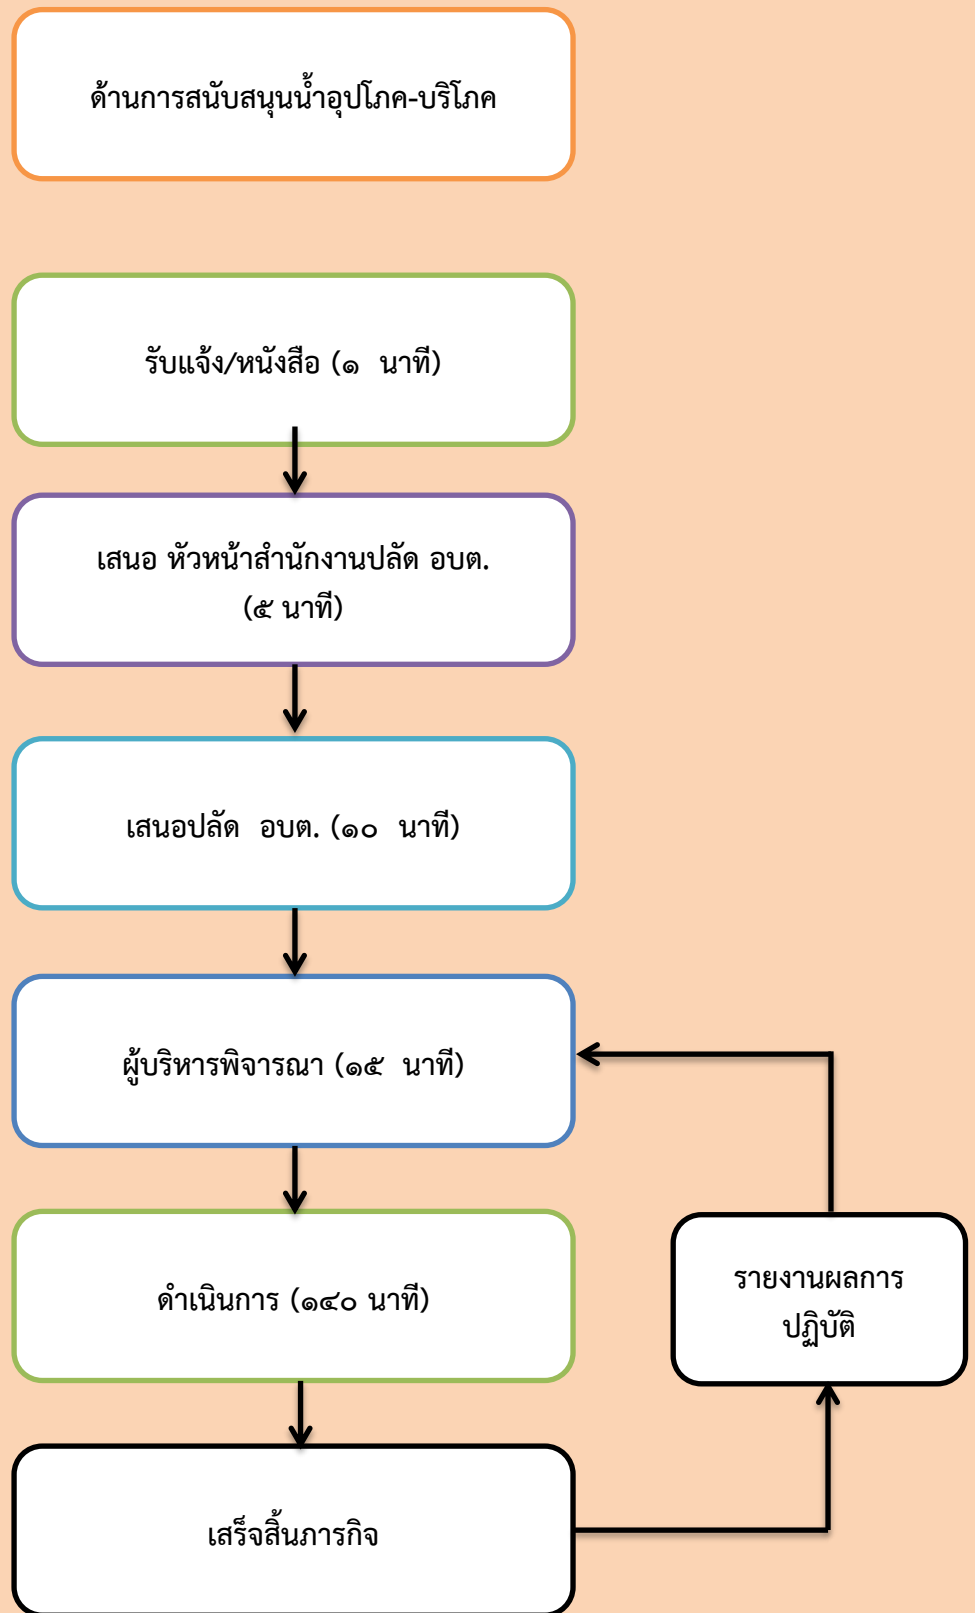 ด้านการสนับสนุนน้ำอุปโภค-บริโภค
รับแจ้ง/หนังสือ (๑  นาที)
เสนอ หัวหน้าสำนักงานปลัด อบต.
(๕ นาที)
เสนอปลัด  อบต. (๑๐  นาที)
ผู้บริหารพิจารณา (๑๕  นาที)
ดำเนินการ (๑๔๐ นาที)
รายงานผลการ
ปฏิบัติ
เสร็จสิ้นภารกิจ